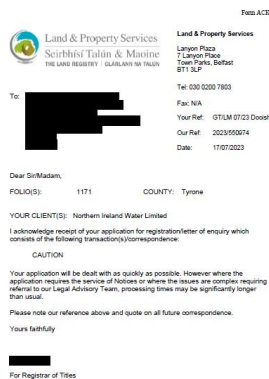 Form ACK
Land & Property Services
Seirbhísí Talún & Maoine
THE LAND REGISTRY | CLÁRLANN NA TALÚN
Land & Property Services
Lanyon Plaza
7 Lanyon Place
Town Parks, Belfast
BT1 3LP
Tel: 030 0200 7803
Fax: N/A
Your Ref: GT/LM 07/23 Dooish
Our Ref: 2023/550974
Date: 17/07/2023
To:
Dear Sir/Madam,
FOLIO(S): 1171 COUNTY: Tyrone
YOUR CLIENT(S): Northern Ireland Water Limited
I acknowledge receipt of your application for registration/letter of enquiry which
consists of the following transaction(s)/correspondence:
CAUTION
Your application will be dealt with as quickly as possible. However where the
application requires the service of Notices or where the issues are complex requiring
referral to our Legal Advisory Team, processing times may be significantly longer
than usual.
Please note our reference above and quote on all future correspondence.
Yours faithfully
For Registrar of Titles